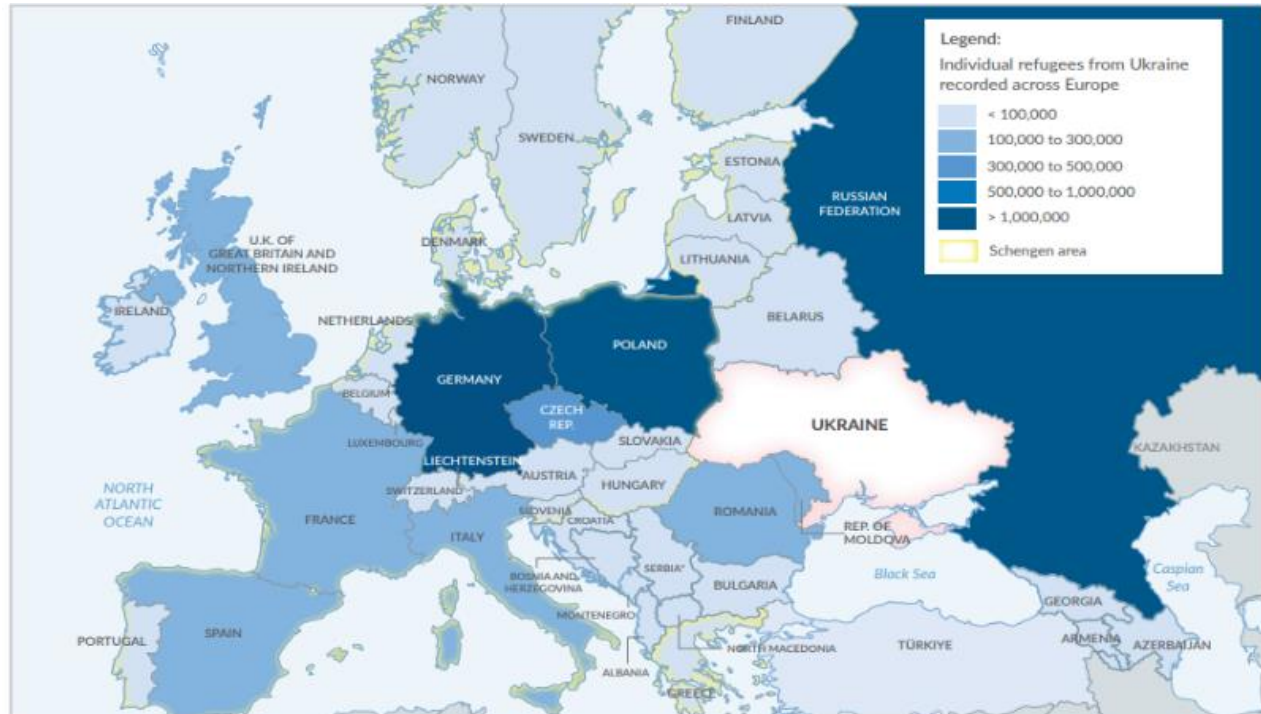 Legend:
Individual refugees from Ukraine
recorded across Europe
< 100,000
100,000 to 300,000
300,000 to 500,000
500,000 to 1,000,000
> 1,000,000
Schengen area
FINLAND
NORWAY
SWEDEN
ESTONIA
RUSSIAN
FEDERATION
LATVIA
DENMARK
LITHUANIA
U.K. OF
GREAT BRITAIN AND
NORTHERN IRELAND
IRELAND
NETHERLANDS
BELARUS
POLAND
GERMANY
BELGIUM
CZECH
REP.
UKRAINE
LUXEMBOURG
SLOVAKIA
KAZAKHSTAN
LIECHTENSTEIN
AUSTRIA
SWITZERLAND
HUNGARY
NORTH
ATLANTIC
OCEAN
SLOVENIA
CROATIA
ROMANIA
FRANCE
ITALY
REP. OF
MOLDOVA
BOSNIA AND
HERZEGOVINA
SERBIA*
BULGARIA
Black Sea
Caspian
Sea
GEORGIA
MONTENEGRO
SPAIN
PORTUGAL
NORTH MACEDONIA
TÜRKIYE
ARMENIA
AZERBAIJAN
ALBANIA
GREECE